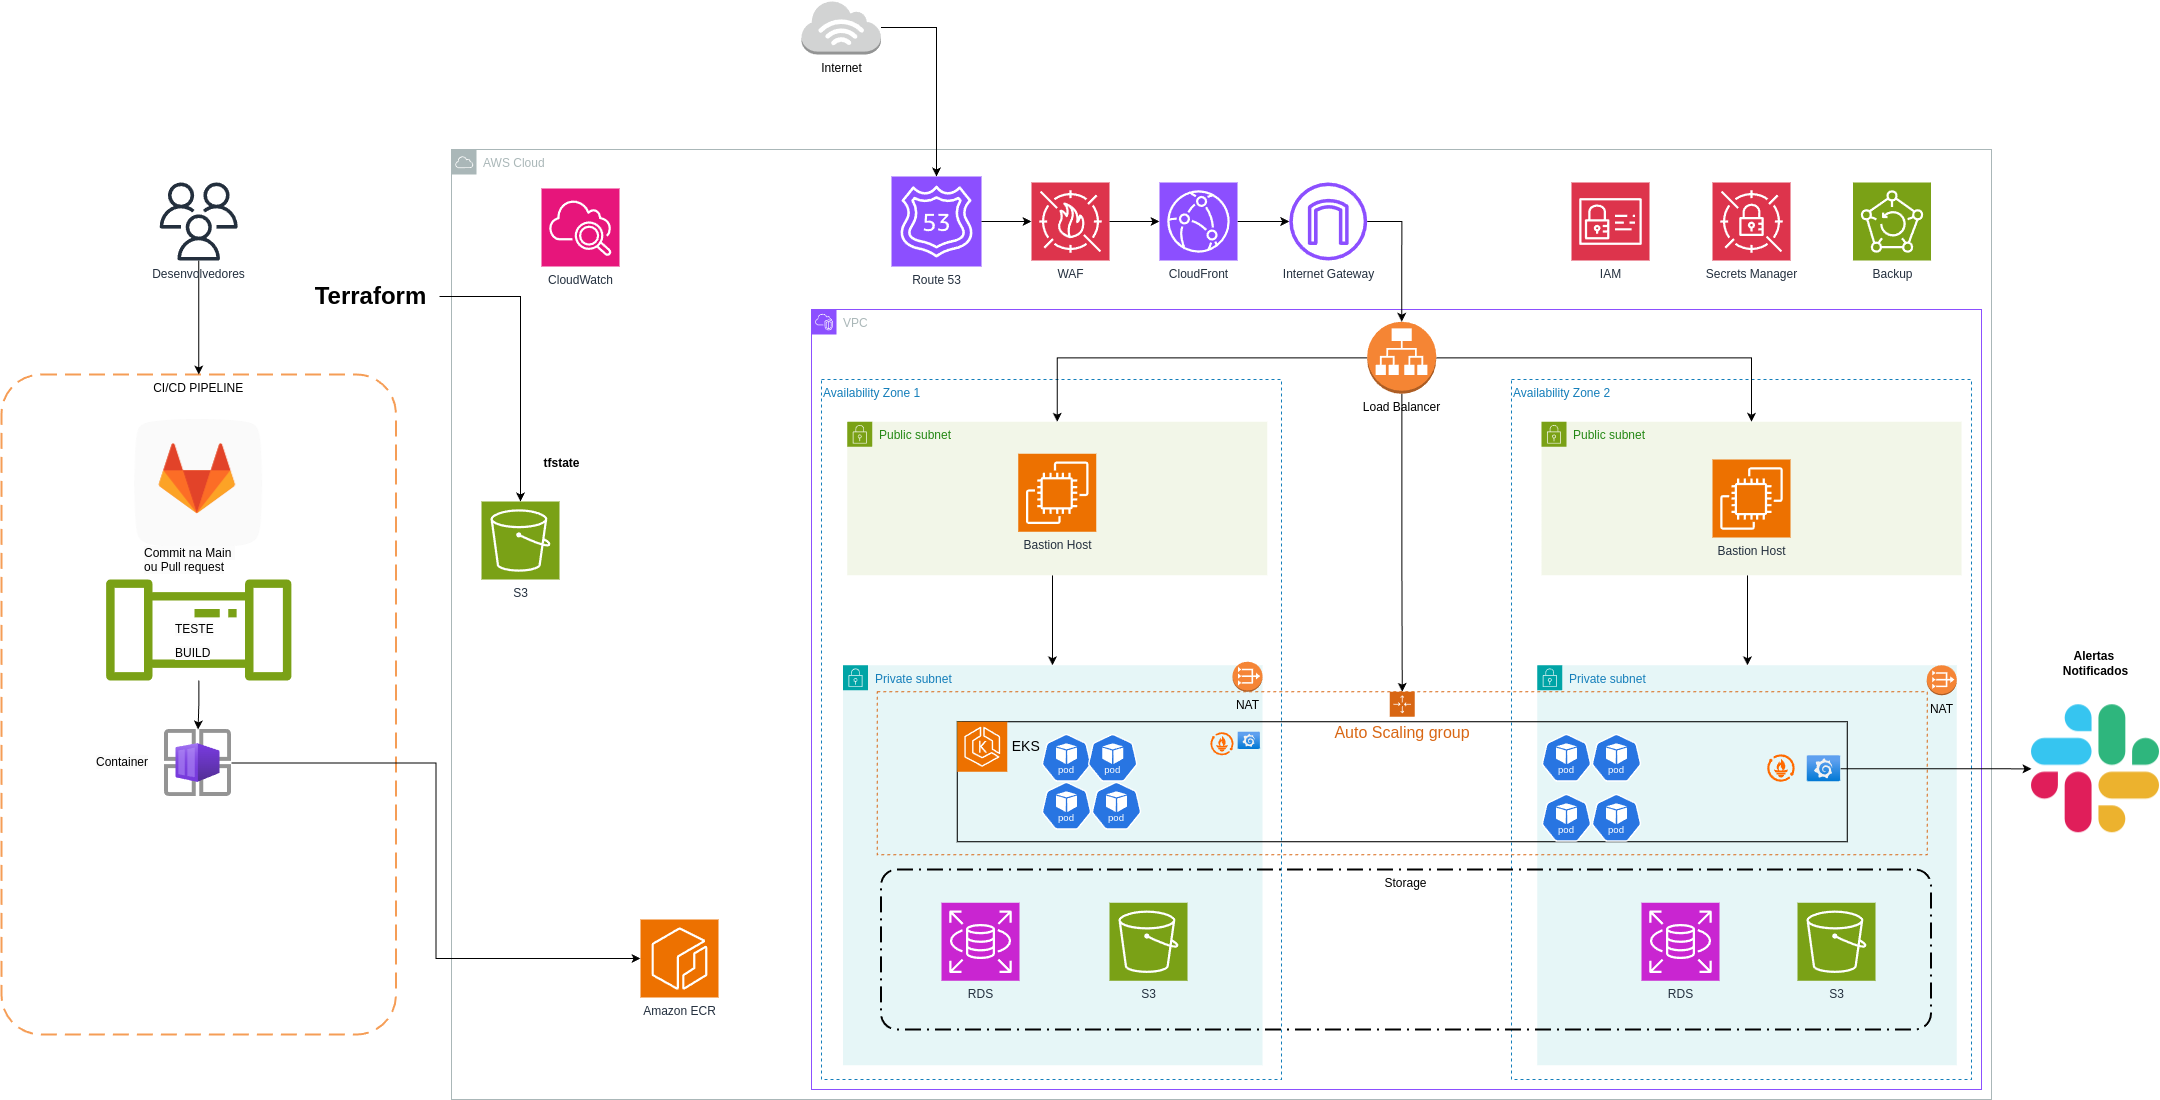 Internet
AWS Cloud
Desenvolvedores
Terraform
CloudWatch
53
Route 53
WAF
CloudFront
Internet Gateway
IAM
Secrets Manager
Backup
VPC
CI/CD PIPELINE
Commit na Main
ou Pull request
TESTE
BUILD
Container
tfstate
S3
Amazon ECR
Load Balancer
Availability Zone 1
Public subnet
Bastion Host
Private subnet
NAT
Availability Zone 2
Public subnet
Bastion Host
Private subnet
NAT
Auto Scaling group
K
EKS
pod
pod
pod
pod
pod
pod
pod
pod
Storage
RDS
S3
RDS
S3
Alertas
Notificados